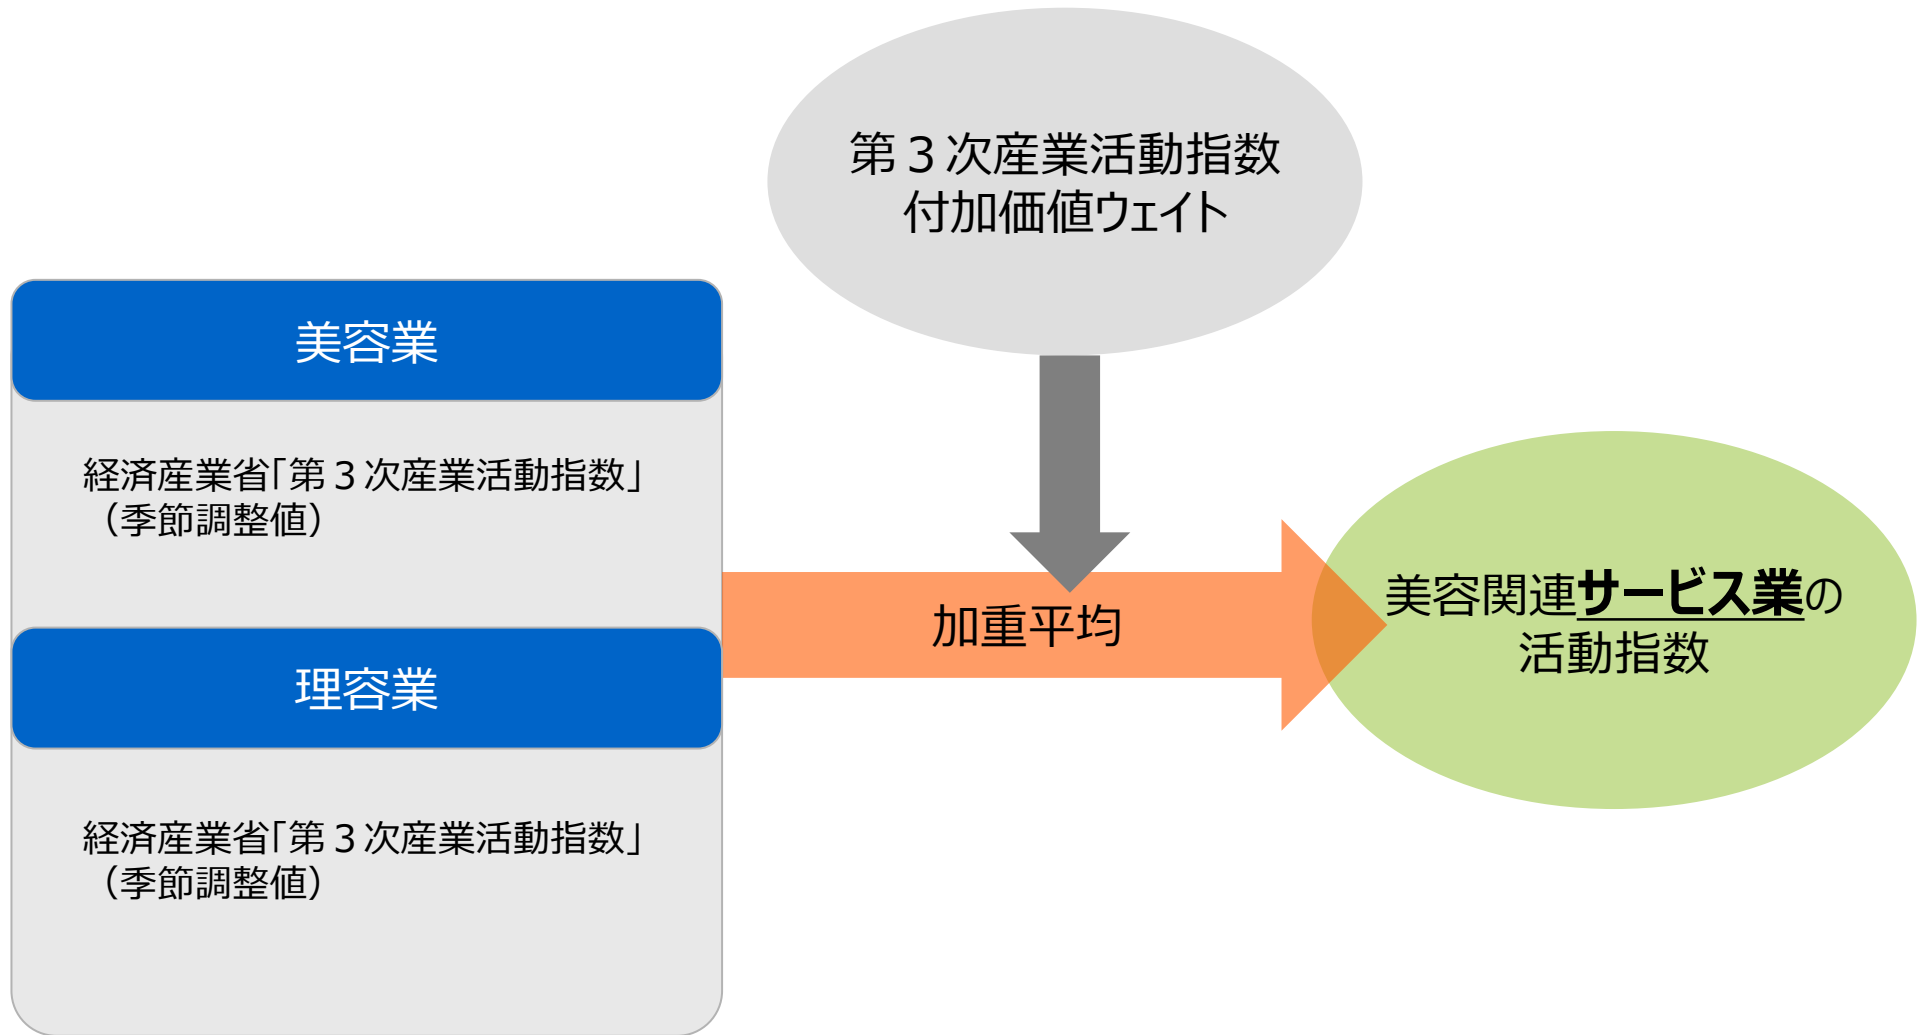 第３次産業活動指数
付加価値ウェイト
美容業
経済産業省「第３次産業活動指数」
（季節調整値）
理容業
経済産業省「第３次産業活動指数」
（季節調整値）
加重平均
美容関連サービス業の
活動指数